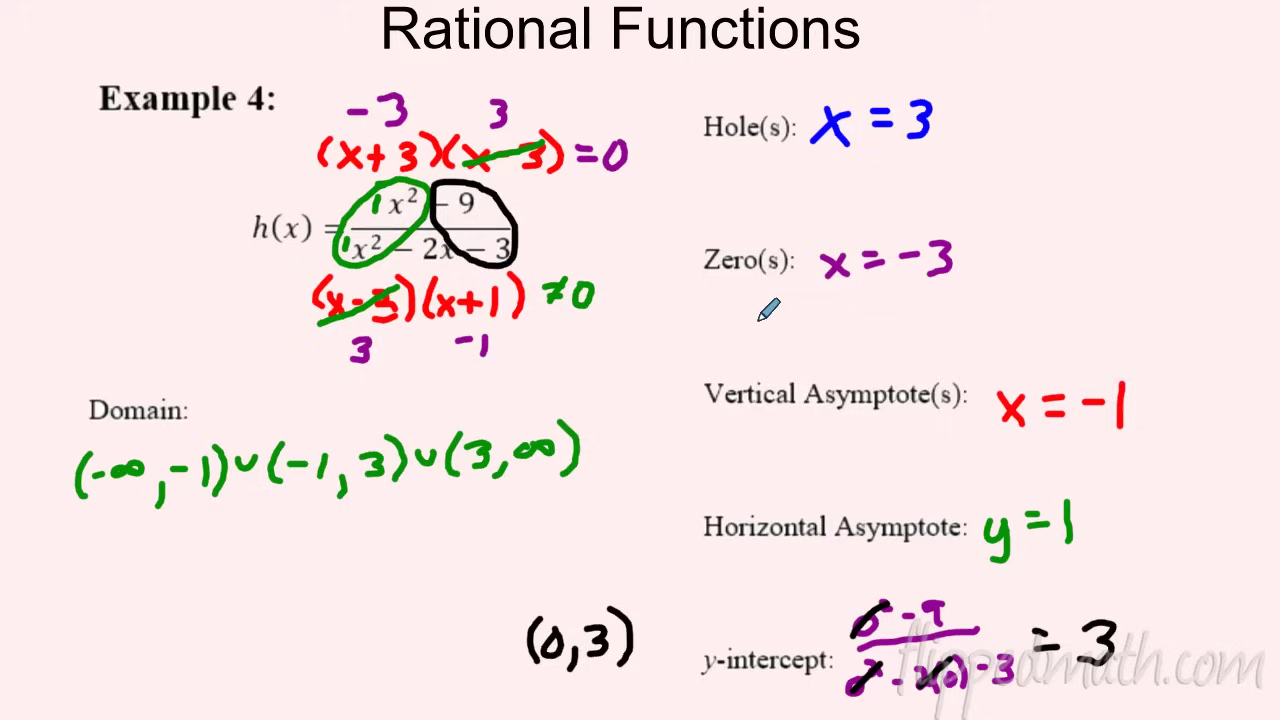 Rational Functions
Example 4:
-3 3
(x+3)(x-3)=0
h(x) = (1x² - 9)/(1x² - 2x - 3)
(x-3)(x+1) ≠0
3 -1
Domain:
(-∞,-1)∪(-1,3)∪(3,∞)
Hole(s): x = 3
Zero(s): x = -3
Vertical Asymptote(s): x = -1
Horizontal Asymptote: y = 1
(0,3)
y-intercept: (0² - 9)/(0² - 2(0) - 3) = 3
flippedmath.com